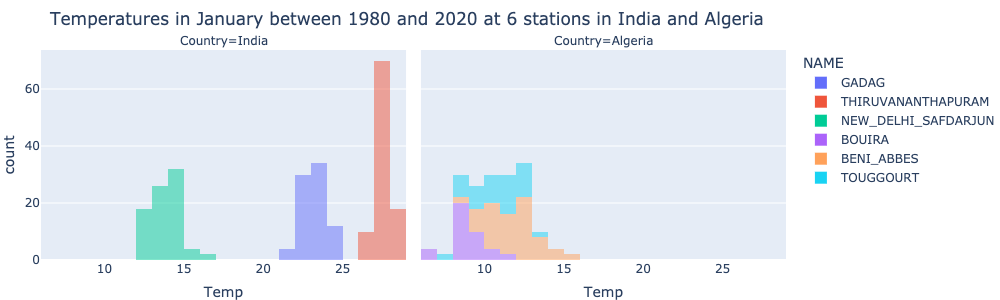 Temperatures in January between 1980 and 2020 at 6 stations in India and Algeria
Country=India
Country=Algeria
NAME
GADAG
THIRUVANANTHAPURAM
NEW_DELHI_SAFDARJUN
BOUIRA
BENI_ABBES
TOUGGOURT
count
60
40
20
0
10
15
20
25
10
15
20
25
Temp
Temp